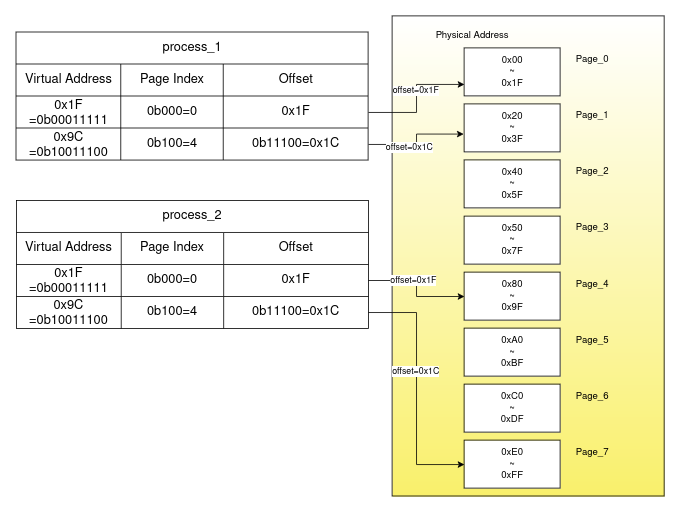 process_1
Virtual Address Page Index Offset
0x1F
=0b00011111
0b000=0 0x1F
0x9C
=0b10011100
0b100=4 0b11100=0x1C
process_2
Virtual Address Page Index Offset
0x1F
=0b00011111
0b000=0 0x1F
0x9C
=0b10011100
0b100=4 0b11100=0x1C
offset=0x1F
offset=0x1C
offset=0x1F
offset=0x1C
Physical Address
0x00
~
0x1F
Page_0
0x20
~
0x3F
Page_1
0x40
~
0x5F
Page_2
0x50
~
0x7F
Page_3
0x80
~
0x9F
Page_4
0xA0
~
0xBF
Page_5
0xC0
~
0xDF
Page_6
0xE0
~
0xFF
Page_7